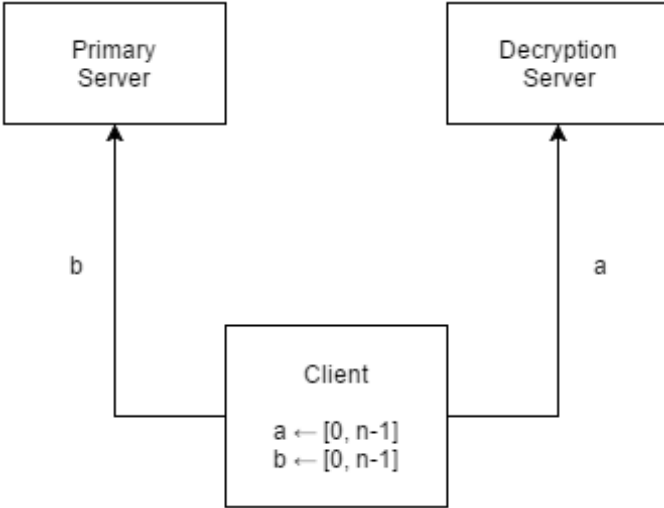 Primary
Server
Decryption
Server
b
a
Client
a ← [0, n-1]
b ← [0, n-1]